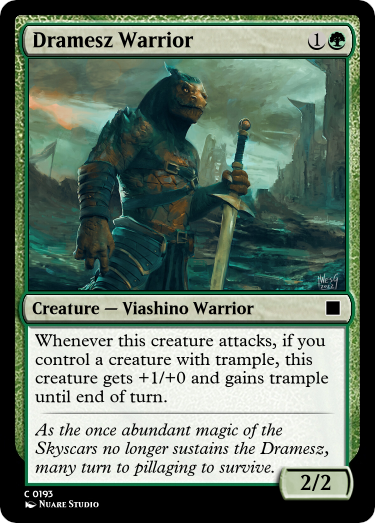 Dramesz Warrior 1
Creature — Viashino Warrior
Whenever this creature attacks, if you
control a creature with trample, this
creature gets +1/+0 and gains trample
until end of turn.
As the once abundant magic of the
Skyscars no longer sustains the Dramesz,
many turn to pillaging to survive.
2/2
C 0193
Nuare Studio